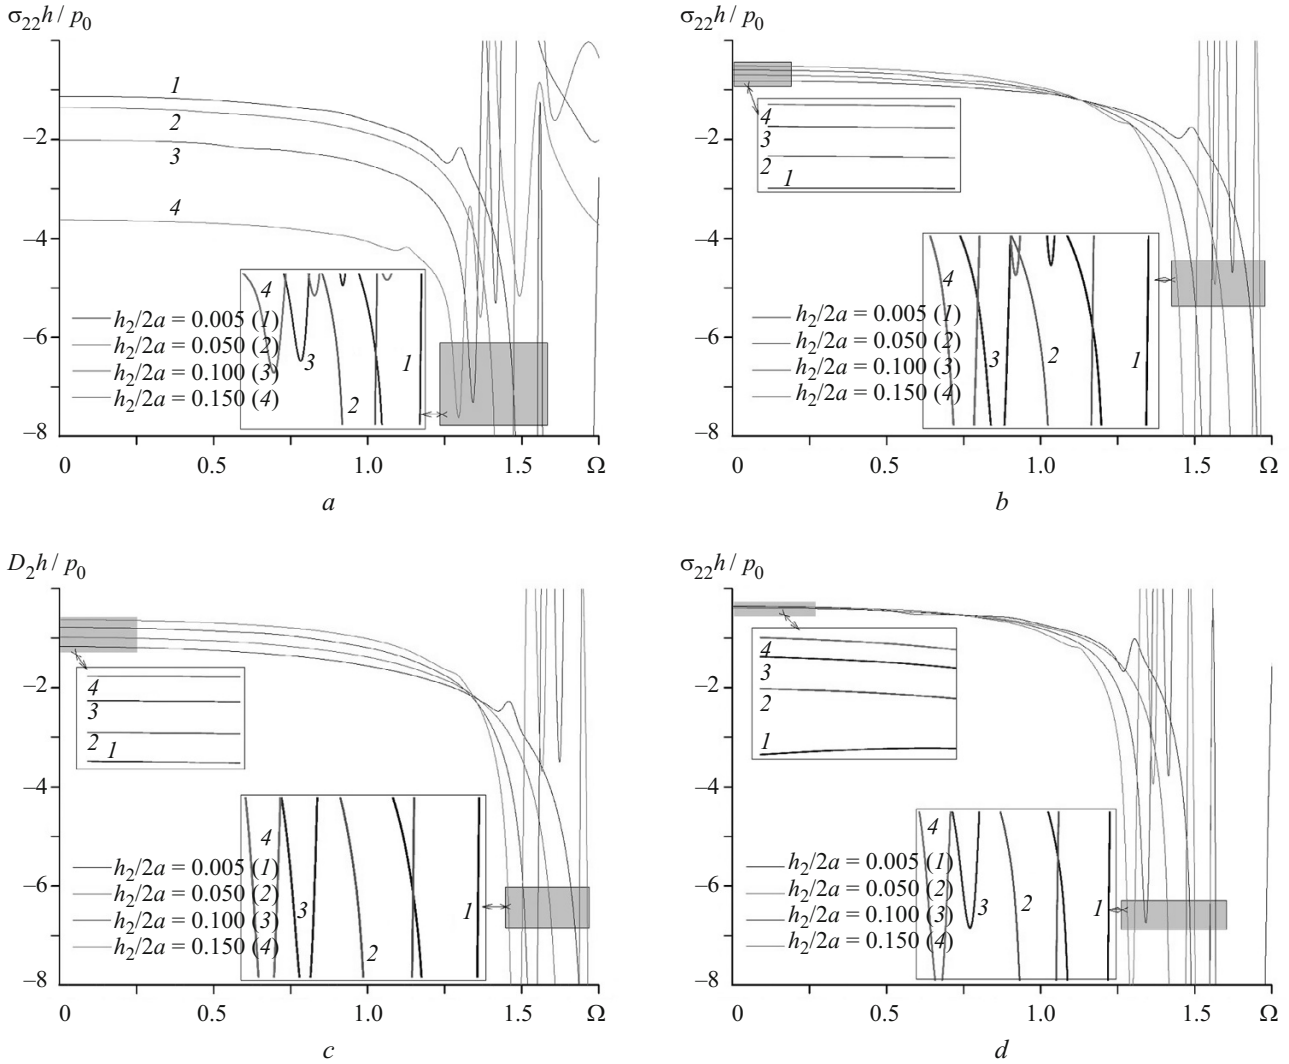 σ22h / p0
−2
−4
−6
−8
0
0.5
1.0
1.5
Ω
1
2
3
4
4
3
2
1
h2/2a = 0.005 (1)
h2/2a = 0.050 (2)
h2/2a = 0.100 (3)
h2/2a = 0.150 (4)
a
σ22h / p0
−2
−4
−6
−8
0
0.5
1.0
1.5
Ω
4
3
2
1
4
3
2
1
h2/2a = 0.005 (1)
h2/2a = 0.050 (2)
h2/2a = 0.100 (3)
h2/2a = 0.150 (4)
b
D2h / p0
−2
−4
−6
−8
0
0.5
1.0
1.5
Ω
4
3
2
1
4
3
2
1
h2/2a = 0.005 (1)
h2/2a = 0.050 (2)
h2/2a = 0.100 (3)
h2/2a = 0.150 (4)
c
σ22h / p0
−2
−4
−6
−8
0
0.5
1.0
1.5
Ω
4
3
2
1
4
3
2
1
h2/2a = 0.005 (1)
h2/2a = 0.050 (2)
h2/2a = 0.100 (3)
h2/2a = 0.150 (4)
d